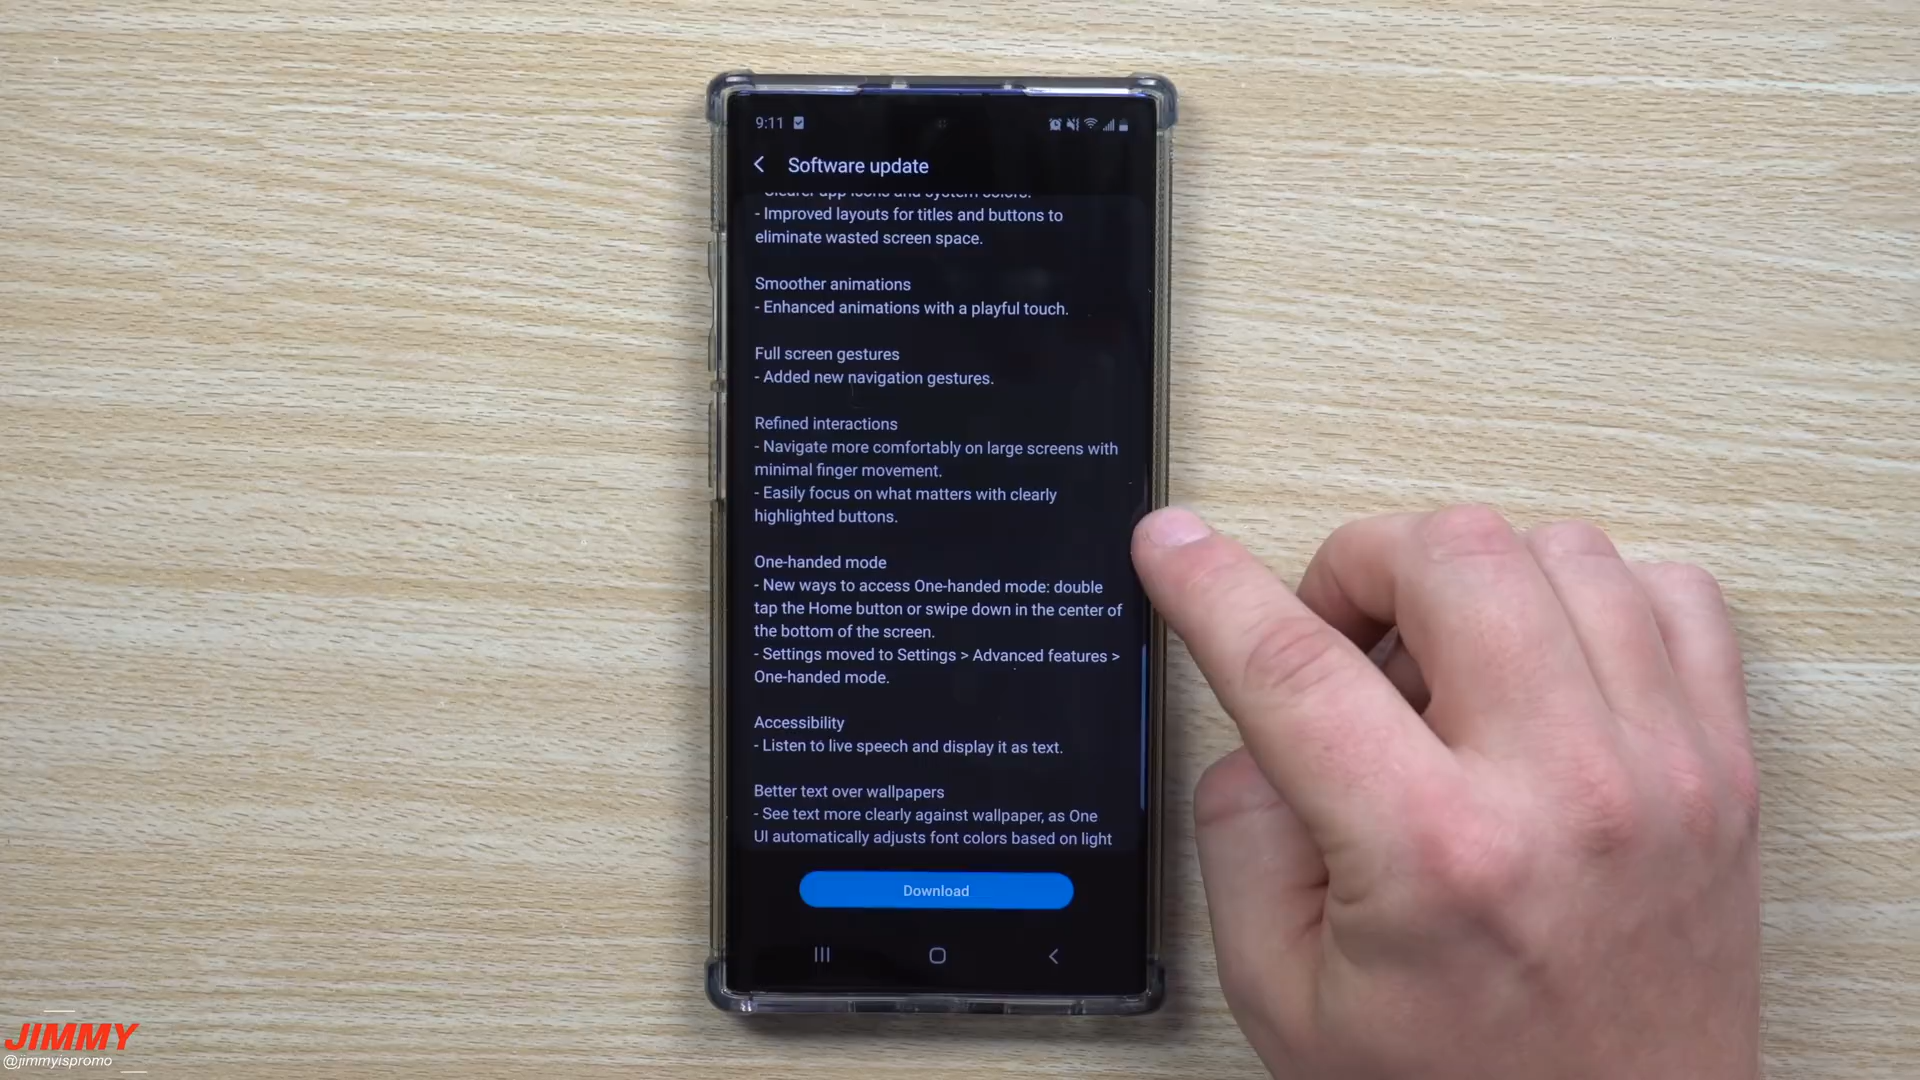 9:11
Software update
- Clearer app icons and system colors.
- Improved layouts for titles and buttons to
eliminate wasted screen space.
Smoother animations
- Enhanced animations with a playful touch.
Full screen gestures
- Added new navigation gestures.
Refined interactions
- Navigate more comfortably on large screens with
minimal finger movement.
- Easily focus on what matters with clearly
highlighted buttons.
One-handed mode
- New ways to access One-handed mode: double
tap the Home button or swipe down in the center of
the bottom of the screen.
- Settings moved to Settings > Advanced features >
One-handed mode.
Accessibility
- Listen to live speech and display it as text.
Better text over wallpapers
- See text more clearly against wallpaper, as One
UI automatically adjusts font colors based on light
Download
JIMMY
@jimmyispromo